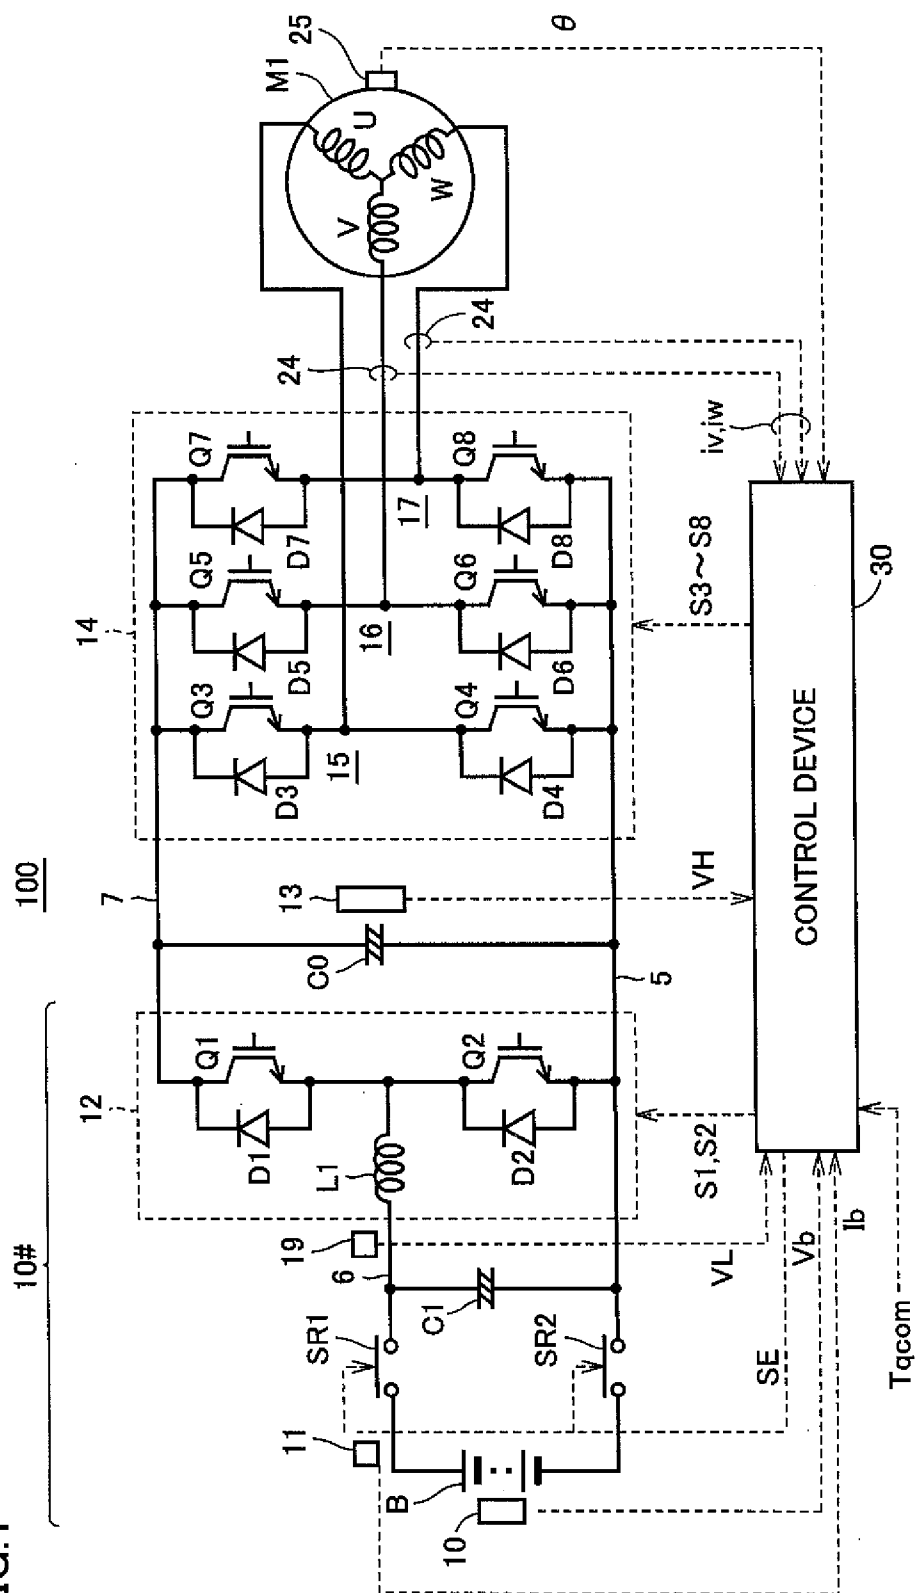 FIG.1
100
10#
10
B
11
SR1
SR2
C1
6
19
L1
12
D1
Q1
D2
Q2
5
C0
13
7
14
D3
Q3
D4
Q4
15
D5
Q5
D6
Q6
16
D7
Q7
D8
Q8
17
24
24
M1
25
U
V
W
θ
iv,iw
S3~S8
VH
S1,S2
VL
SE
Vb
Ib
Tqcom
CONTROL DEVICE
30